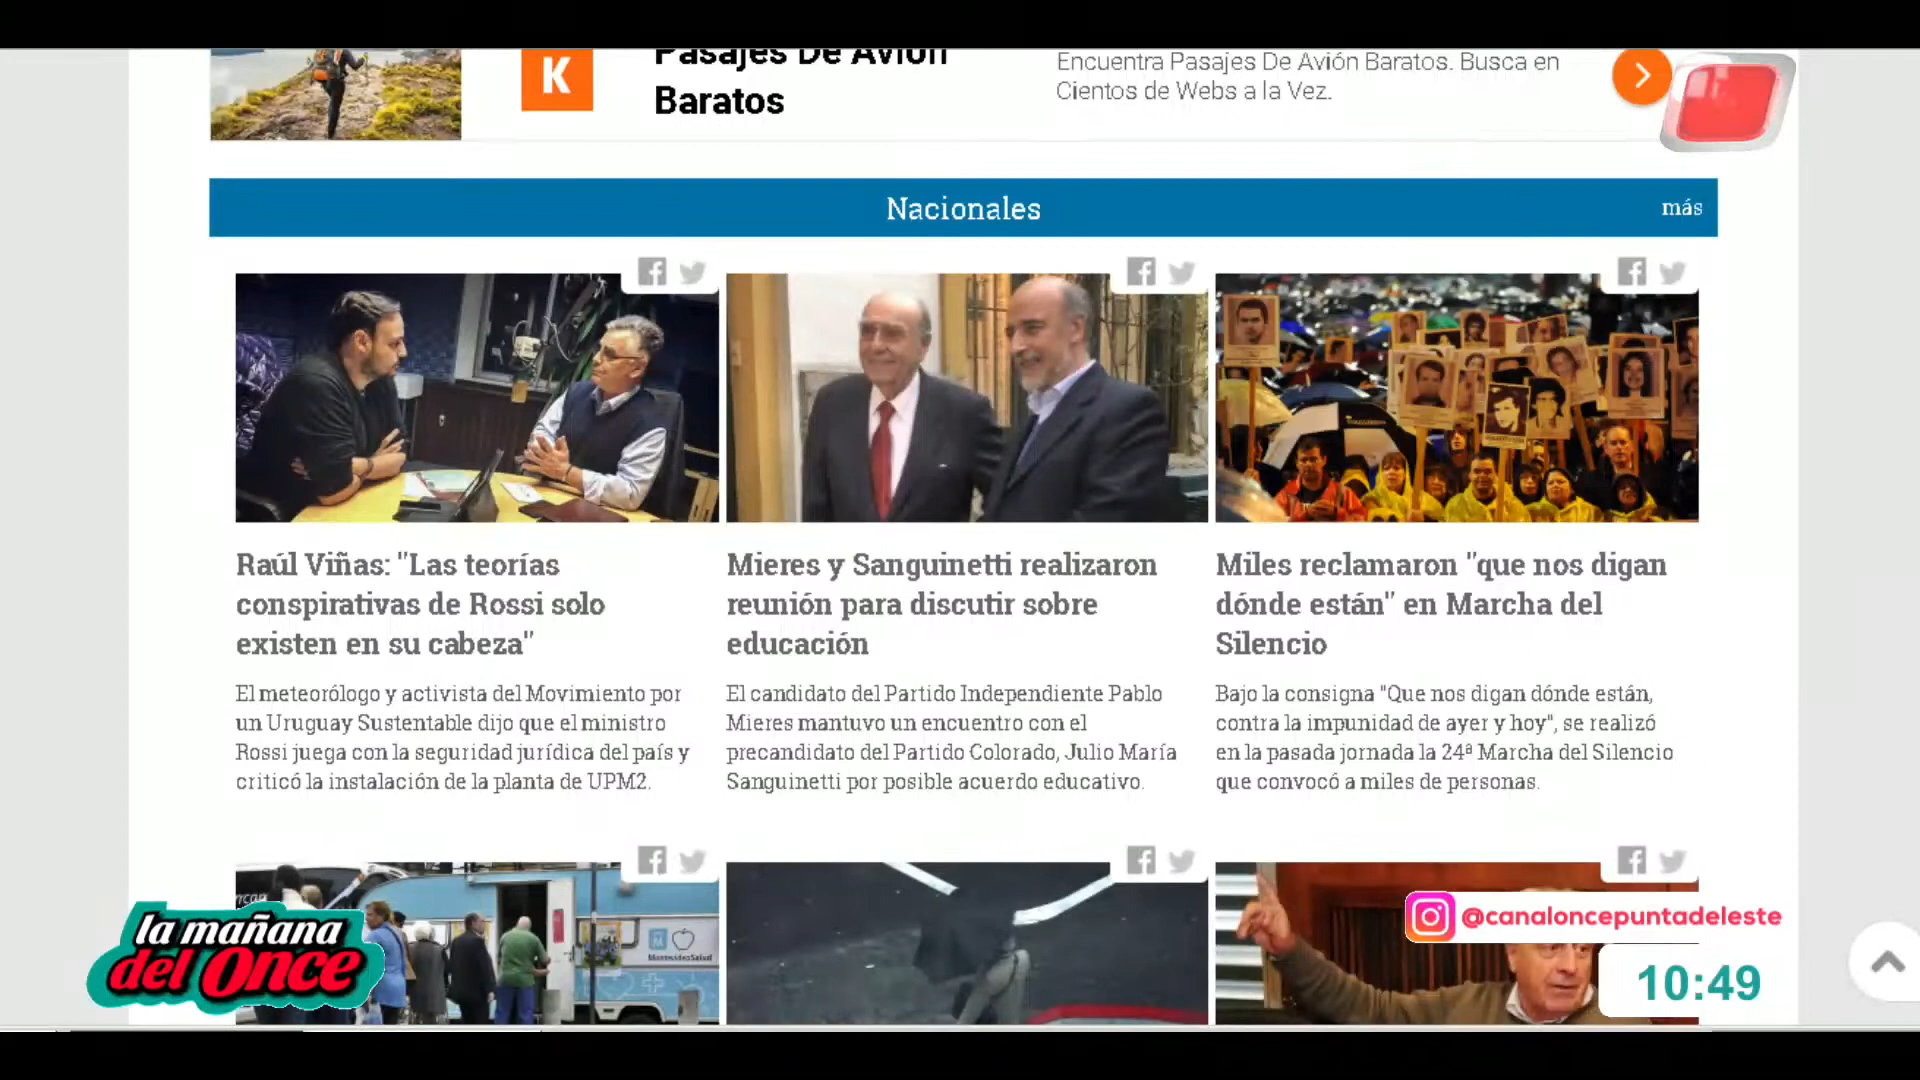 Pasajes De Avión
Baratos
K
Encuentra Pasajes De Avión Baratos. Busca en
Cientos de Webs a la Vez.
Nacionales
más
Raúl Viñas: "Las teorías
conspirativas de Rossi solo
existen en su cabeza"
El meteorólogo y activista del Movimiento por
un Uruguay Sustentable dijo que el ministro
Rossi juega con la seguridad jurídica del país y
criticó la instalación de la planta de UPM2.
Mieres y Sanguinetti realizaron
reunión para discutir sobre
educación
El candidato del Partido Independiente Pablo
Mieres mantuvo un encuentro con el
precandidato del Partido Colorado, Julio María
Sanguinetti por posible acuerdo educativo.
Miles reclamaron "que nos digan
dónde están" en Marcha del
Silencio
Bajo la consigna "Que nos digan dónde están,
contra la impunidad de ayer y hoy", se realizó
en la pasada jornada la 24ª Marcha del Silencio
que convocó a miles de personas.
MontevideoSalud
la mañana
del Once
@canaloncepuntadeleste
10:49